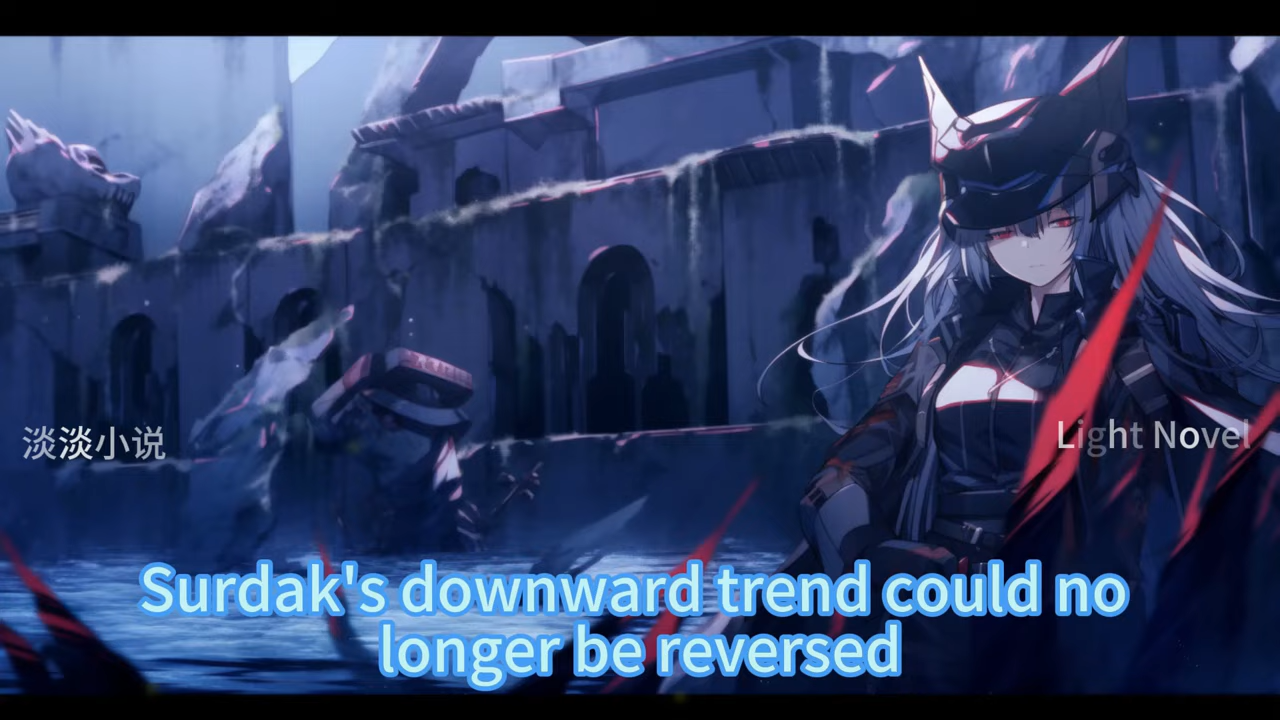 淡淡小说
Light Novel
Surdak's downward trend could no
longer be reversed